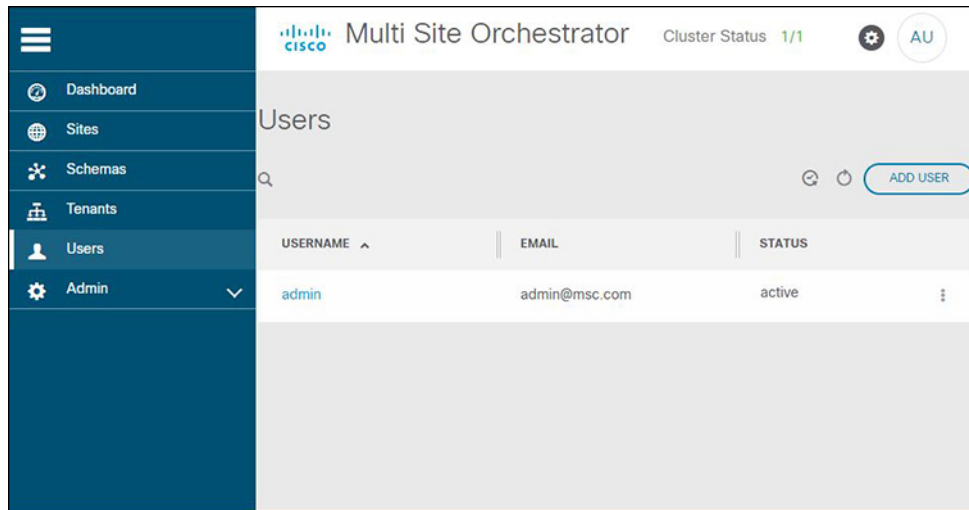 CISCO Multi Site Orchestrator Cluster Status 1/1 AU
Dashboard
Sites
Schemas
Tenants
Users
Admin
Users
ADD USER
USERNAME EMAIL STATUS
admin admin@msc.com active